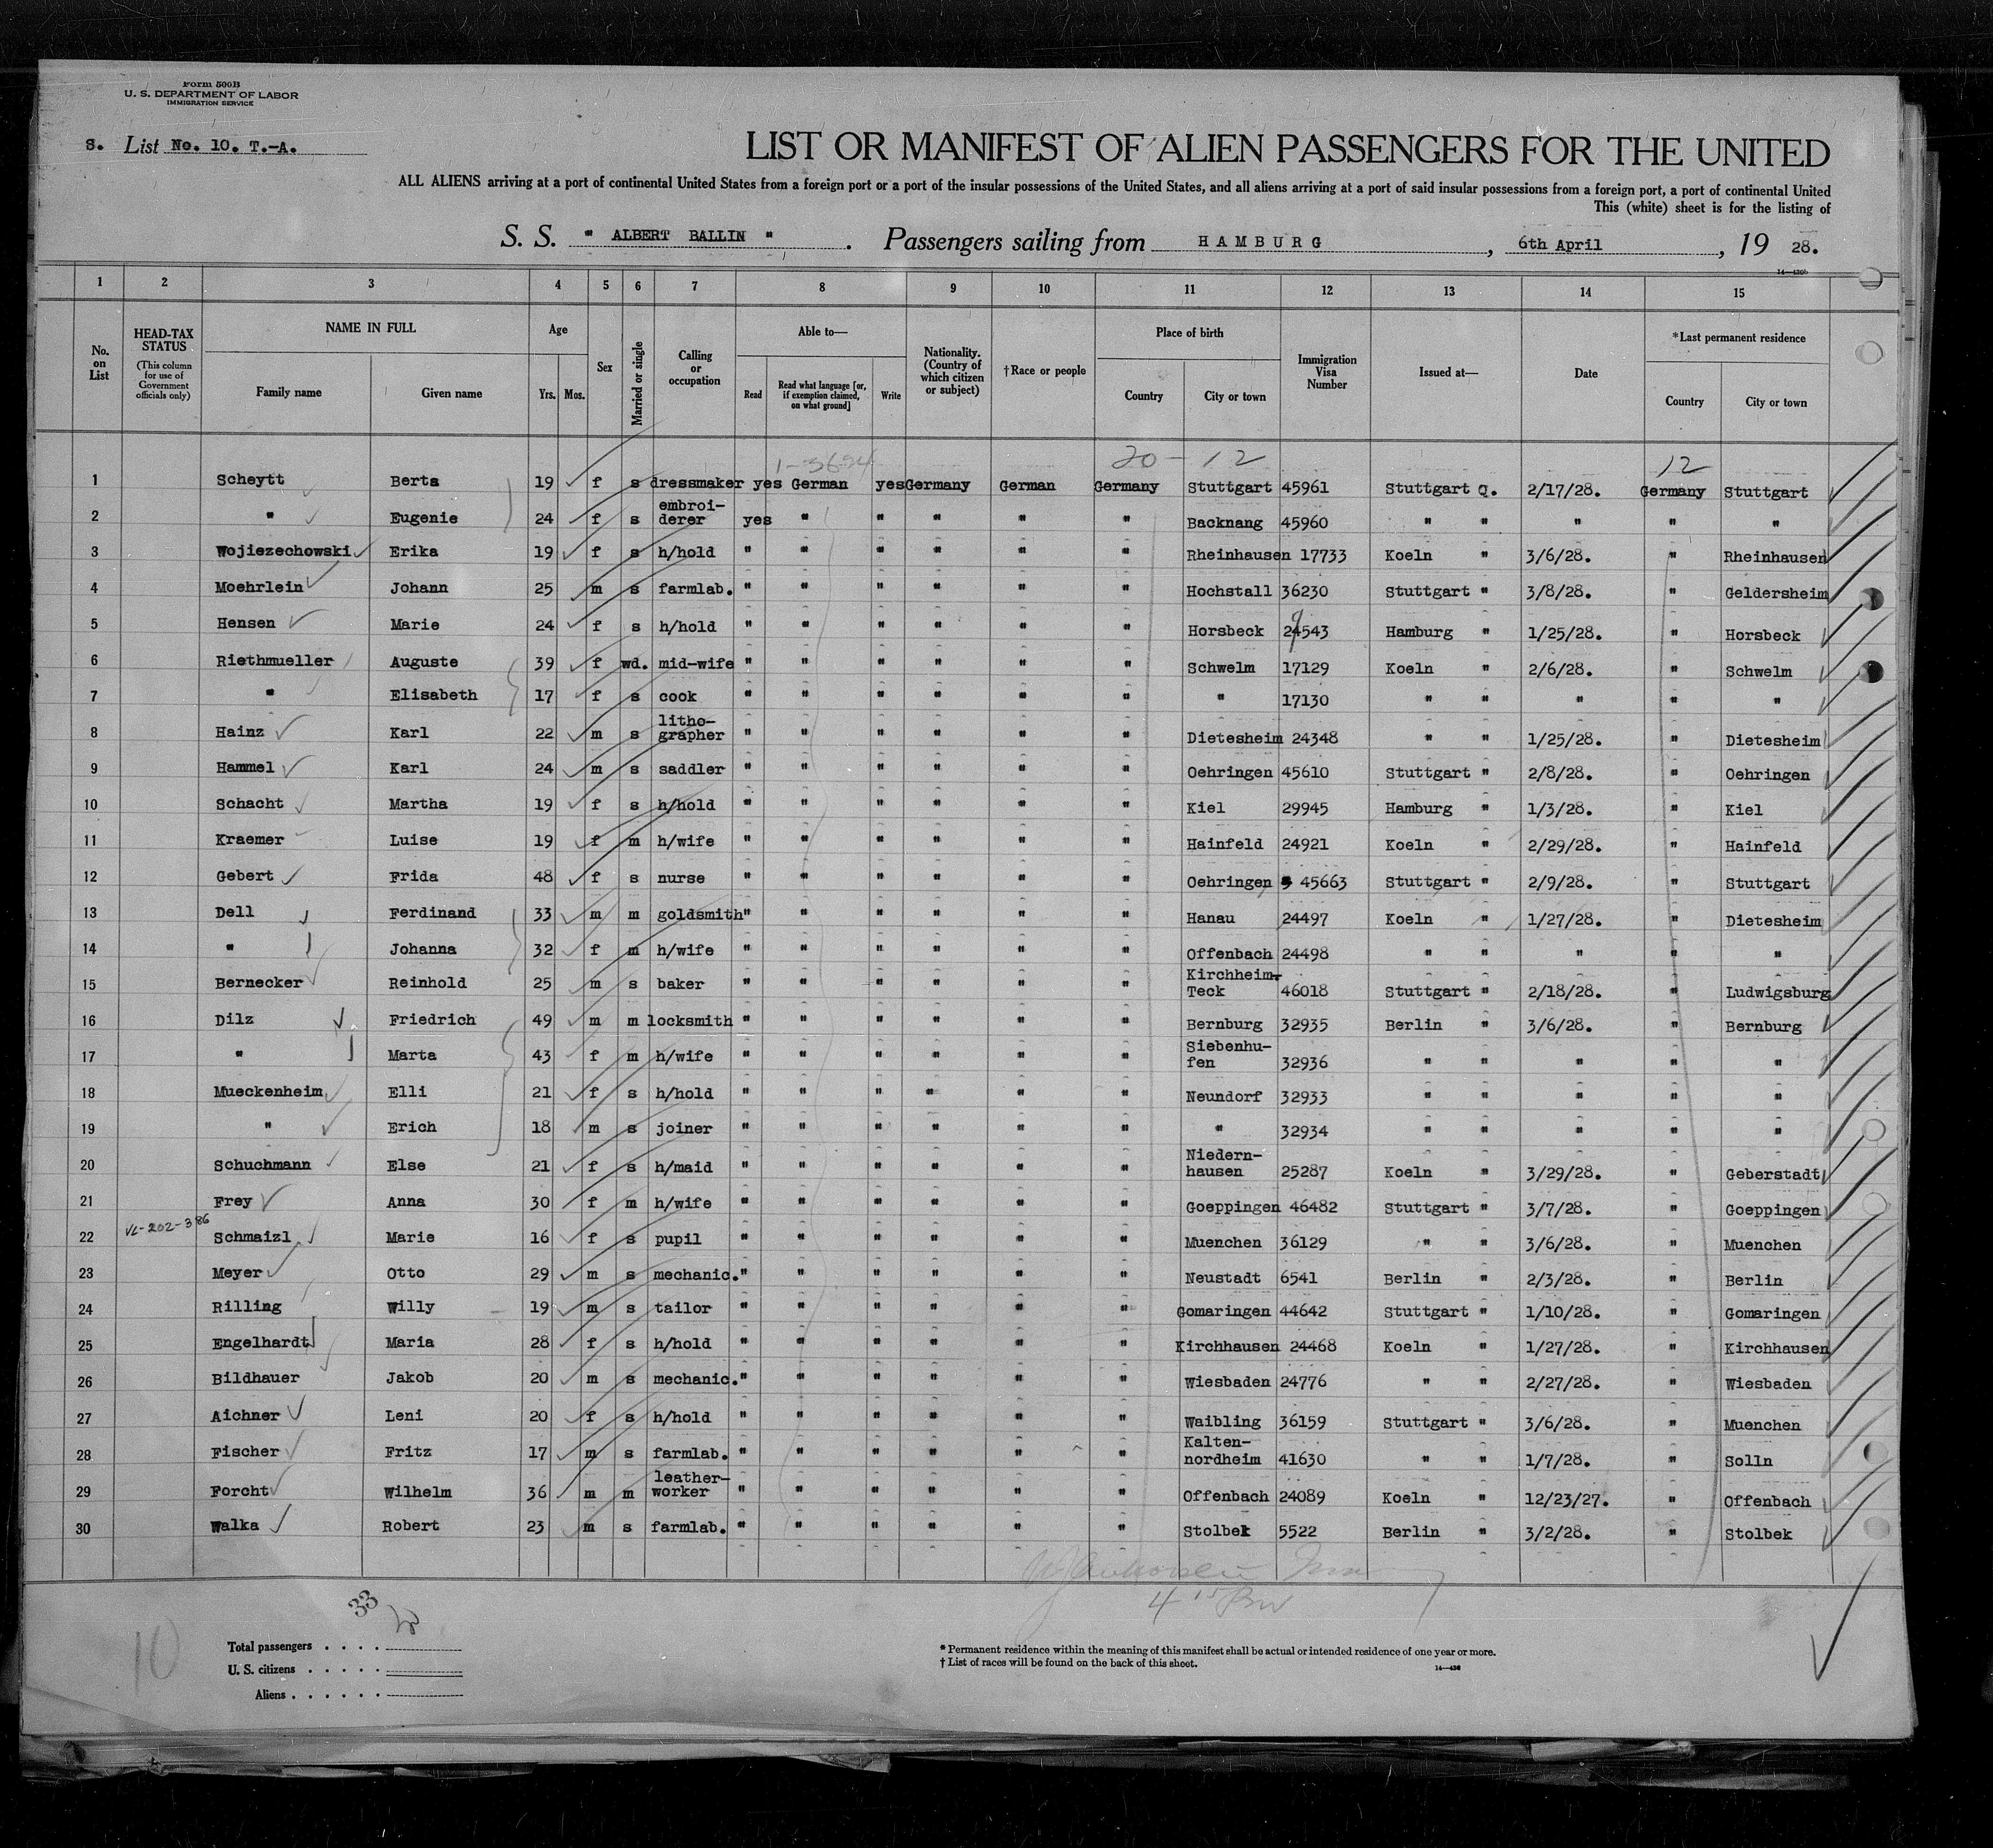 Form 500B
U. S. DEPARTMENT OF LABOR
IMMIGRATION SERVICE
S. List No. 10. T.-A.
LIST OR MANIFEST OF ALIEN PASSENGERS FOR THE UNITED
ALL ALIENS arriving at a port of continental United States from a foreign port or a port of the insular possessions of the United States, and all aliens arriving at a port of said insular possessions from a foreign port, a port of continental United
This (white) sheet is for the listing of
S. S. " ALBERT BALLIN " . Passengers sailing from HAMBURG , 6th April , 19 28.
14—430b
1 2 3 4 5 6 7 8 9 10 11 12 13 14 15
No. on List
HEAD-TAX STATUS (This column for use of Government officials only)
NAME IN FULL Family name Given name
Age Yrs. Mos.
Sex
Married or single
Calling or occupation
Able to— Read Read what language [or, if exemption claimed, on what ground] Write
Nationality. (Country of which citizen or subject)
†Race or people
Place of birth Country City or town
Immigration Visa Number
Issued at—
Date
*Last permanent residence Country City or town
20 - 12 12
1 Scheytt Berta 19 f s dressmaker yes German yes Germany German Germany Stuttgart 45961 Stuttgart Q. 2/17/28. Germany Stuttgart
2 " Eugenie 24 f s embroi-derer yes " " " " " Backnang 45960 " " " " "
3 Wojiezechowski Erika 19 f s h/hold " " " " " " Rheinhausen 17733 Koeln " 3/6/28. " Rheinhausen
4 Moehrlein Johann 25 m s farmlab. " " " " " " Hochstall 36230 Stuttgart " 3/8/28. " Geldersheim
5 Hensen Marie 24 f s h/hold " " " " " " Horsbeck 29543 Hamburg " 1/25/28. " Horsbeck
6 Riethmueller Auguste 39 f wd. mid-wife " " " " " " Schwelm 17129 Koeln " 2/6/28. " Schwelm
7 " Elisabeth 17 f s cook " " " " " " " 17130 " " " " "
8 Hainz Karl 22 m s litho-grapher " " " " " " Dietesheim 24348 " " 1/25/28. " Dietesheim
9 Hammel Karl 24 m s saddler " " " " " " Oehringen 45610 Stuttgart " 2/8/28. " Oehringen
10 Schacht Martha 19 f s h/hold " " " " " " Kiel 29945 Hamburg " 1/3/28. " Kiel
11 Kraemer Luise 19 f m h/wife " " " " " " Hainfeld 24921 Koeln " 2/29/28. " Hainfeld
12 Gebert Frida 48 f s nurse " " " " " " Oehringen 45663 Stuttgart " 2/9/28. " Stuttgart
13 Dell Ferdinand 33 m m goldsmith " " " " " " Hanau 24497 Koeln " 1/27/28. " Dietesheim
14 " Johanna 32 f m h/wife " " " " " " Offenbach 24498 " " " " "
15 Bernecker Reinhold 25 m s baker " " " " " " Kirchheim-Teck 46018 Stuttgart " 2/18/28. " Ludwigsburg
16 Dilz Friedrich 49 m m locksmith " " " " " " Bernburg 32935 Berlin " 3/6/28. " Bernburg
17 " Marta 43 f m h/wife " " " " " " Siebenhu-fen 32936 " " " " "
18 Mueckenheim Elli 21 f s h/hold " " " " " " Neundorf 32933 " " " " "
19 " Erich 18 m s joiner " " " " " " " 32934 " " " " "
20 Schuchmann Else 21 f s h/maid " " " " " " Niedern-hausen 25287 Koeln " 3/29/28. " Geberstadt
21 Frey Anna 30 f m h/wife " " " " " " Goeppingen 46482 Stuttgart " 3/7/28. " Goeppingen
22 VL-202-386 Schmaizl Marie 16 f s pupil " " " " " " Muenchen 36129 " " 3/6/28. " Muenchen
23 Meyer Otto 29 m s mechanic. " " " " " " Neustadt 6541 Berlin " 2/3/28. " Berlin
24 Rilling Willy 19 m s tailor " " " " " " Gomaringen 44642 Stuttgart " 1/10/28. " Gomaringen
25 Engelhardt Maria 28 f s h/hold " " " " " " Kirchhausen 24468 Koeln " 1/27/28. " Kirchhausen
26 Bildhauer Jakob 20 m s mechanic. " " " " " " Wiesbaden 24776 " " 2/27/28. " Wiesbaden
27 Aichner Leni 20 f s h/hold " " " " " " Waibling 36159 Stuttgart " 3/6/28. " Muenchen
28 Fischer Fritz 17 m s farmlab. " " " " " " Kalten-nordheim 41630 " " 1/7/28. " Solln
29 Forcht Wilhelm 36 m m leather-worker " " " " " " Offenbach 24089 Koeln " 12/23/27. " Offenbach
30 Walka Robert 23 m s farmlab. " " " " " " Stolbek 5522 Berlin " 3/2/28. " Stolbek
33
10
Total passengers . . . .
U. S. citizens . . . . .
Aliens . . . . . .
* Permanent residence within the meaning of this manifest shall be actual or intended residence of one year or more.
† List of races will be found on the back of this sheet.
14—430